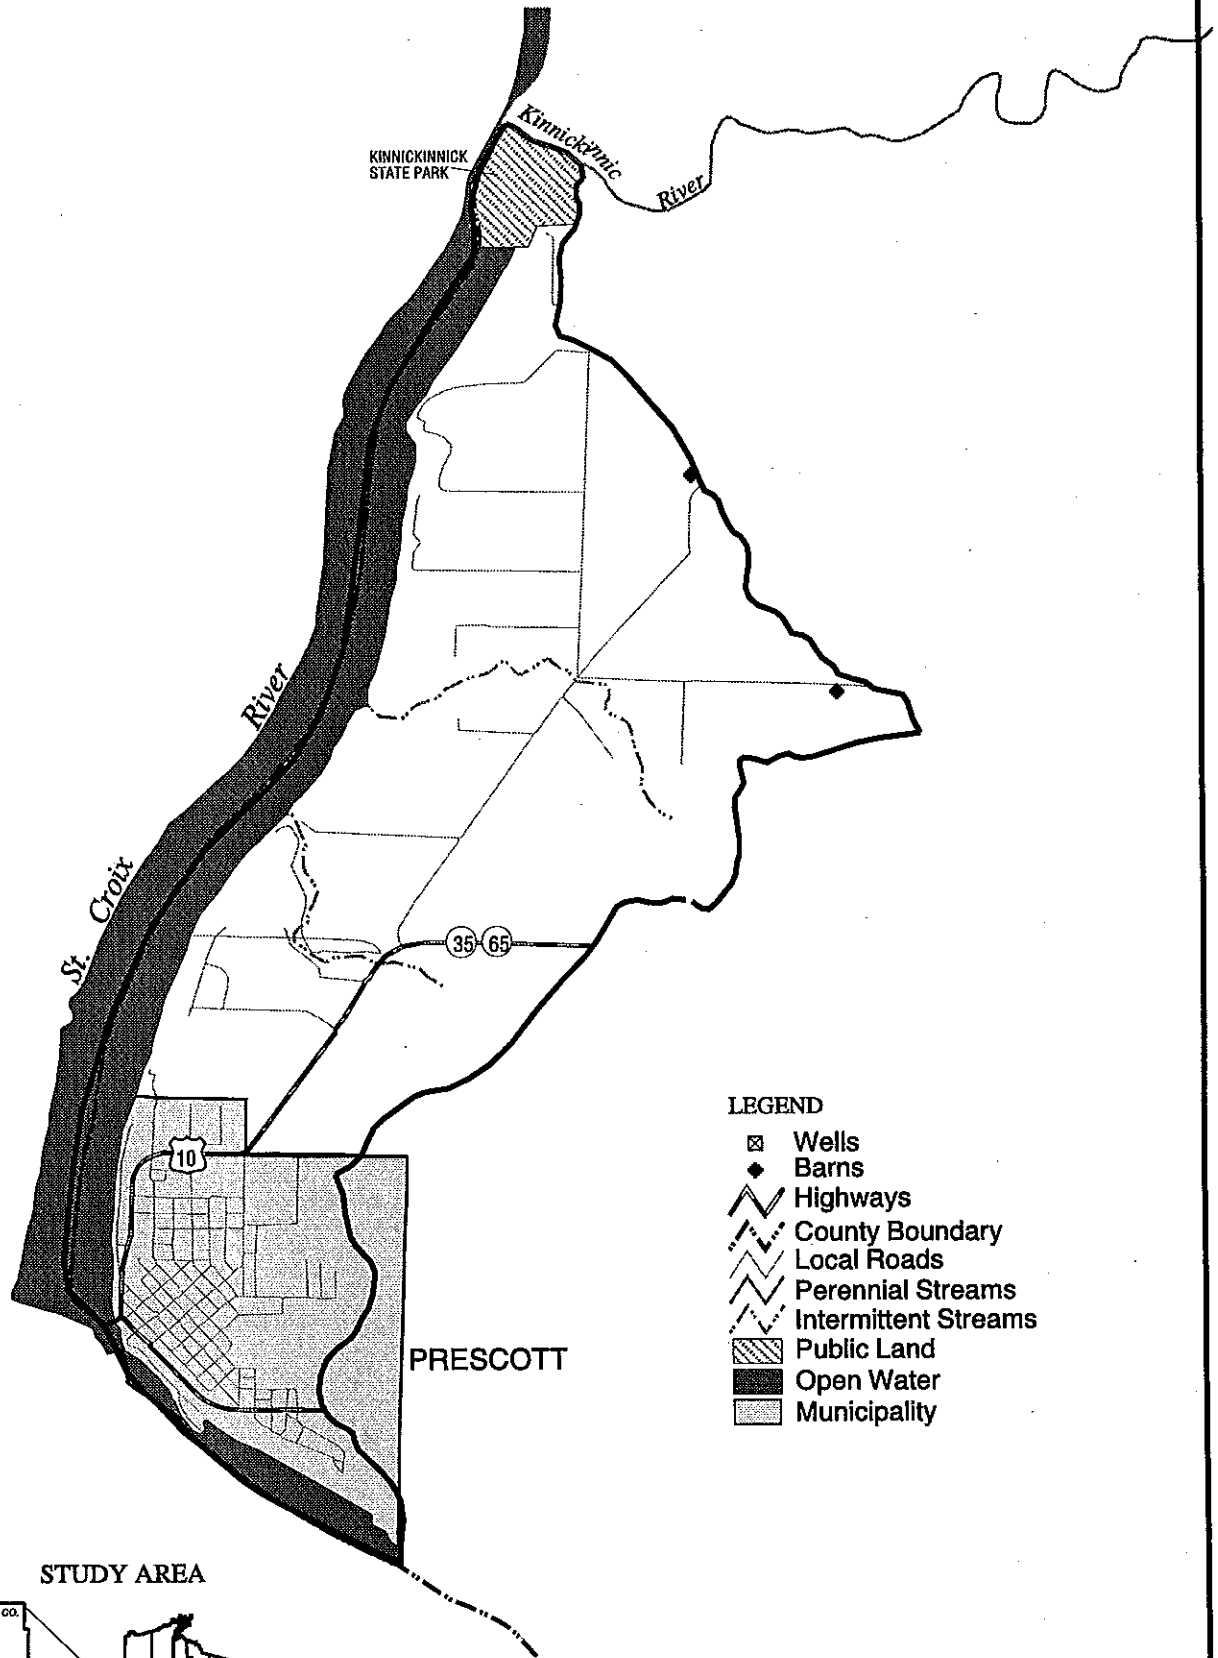 Kinnickinnic
River
KINNICKINNICK
STATE PARK
River
Croix
St.
35 65
10
PRESCOTT
LEGEND
Wells
Barns
Highways
County Boundary
Local Roads
Perennial Streams
Intermittent Streams
Public Land
Open Water
Municipality
STUDY AREA
CO.